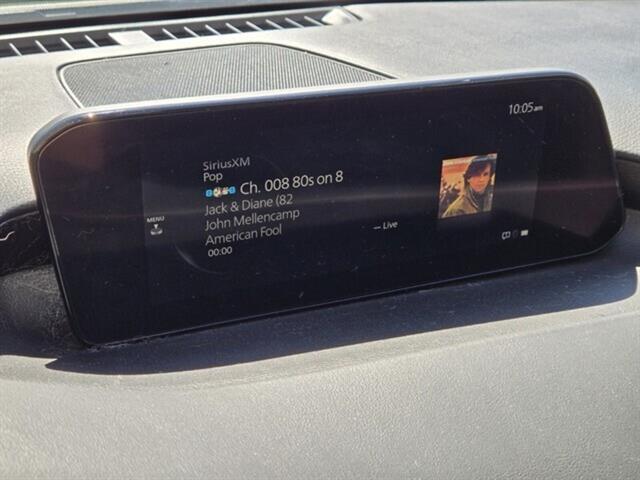 10:05am
SiriusXM
Pop
Ch. 008 80s on 8
Jack & Diane (82
John Mellencamp
American Fool
00:00
MENU
Live